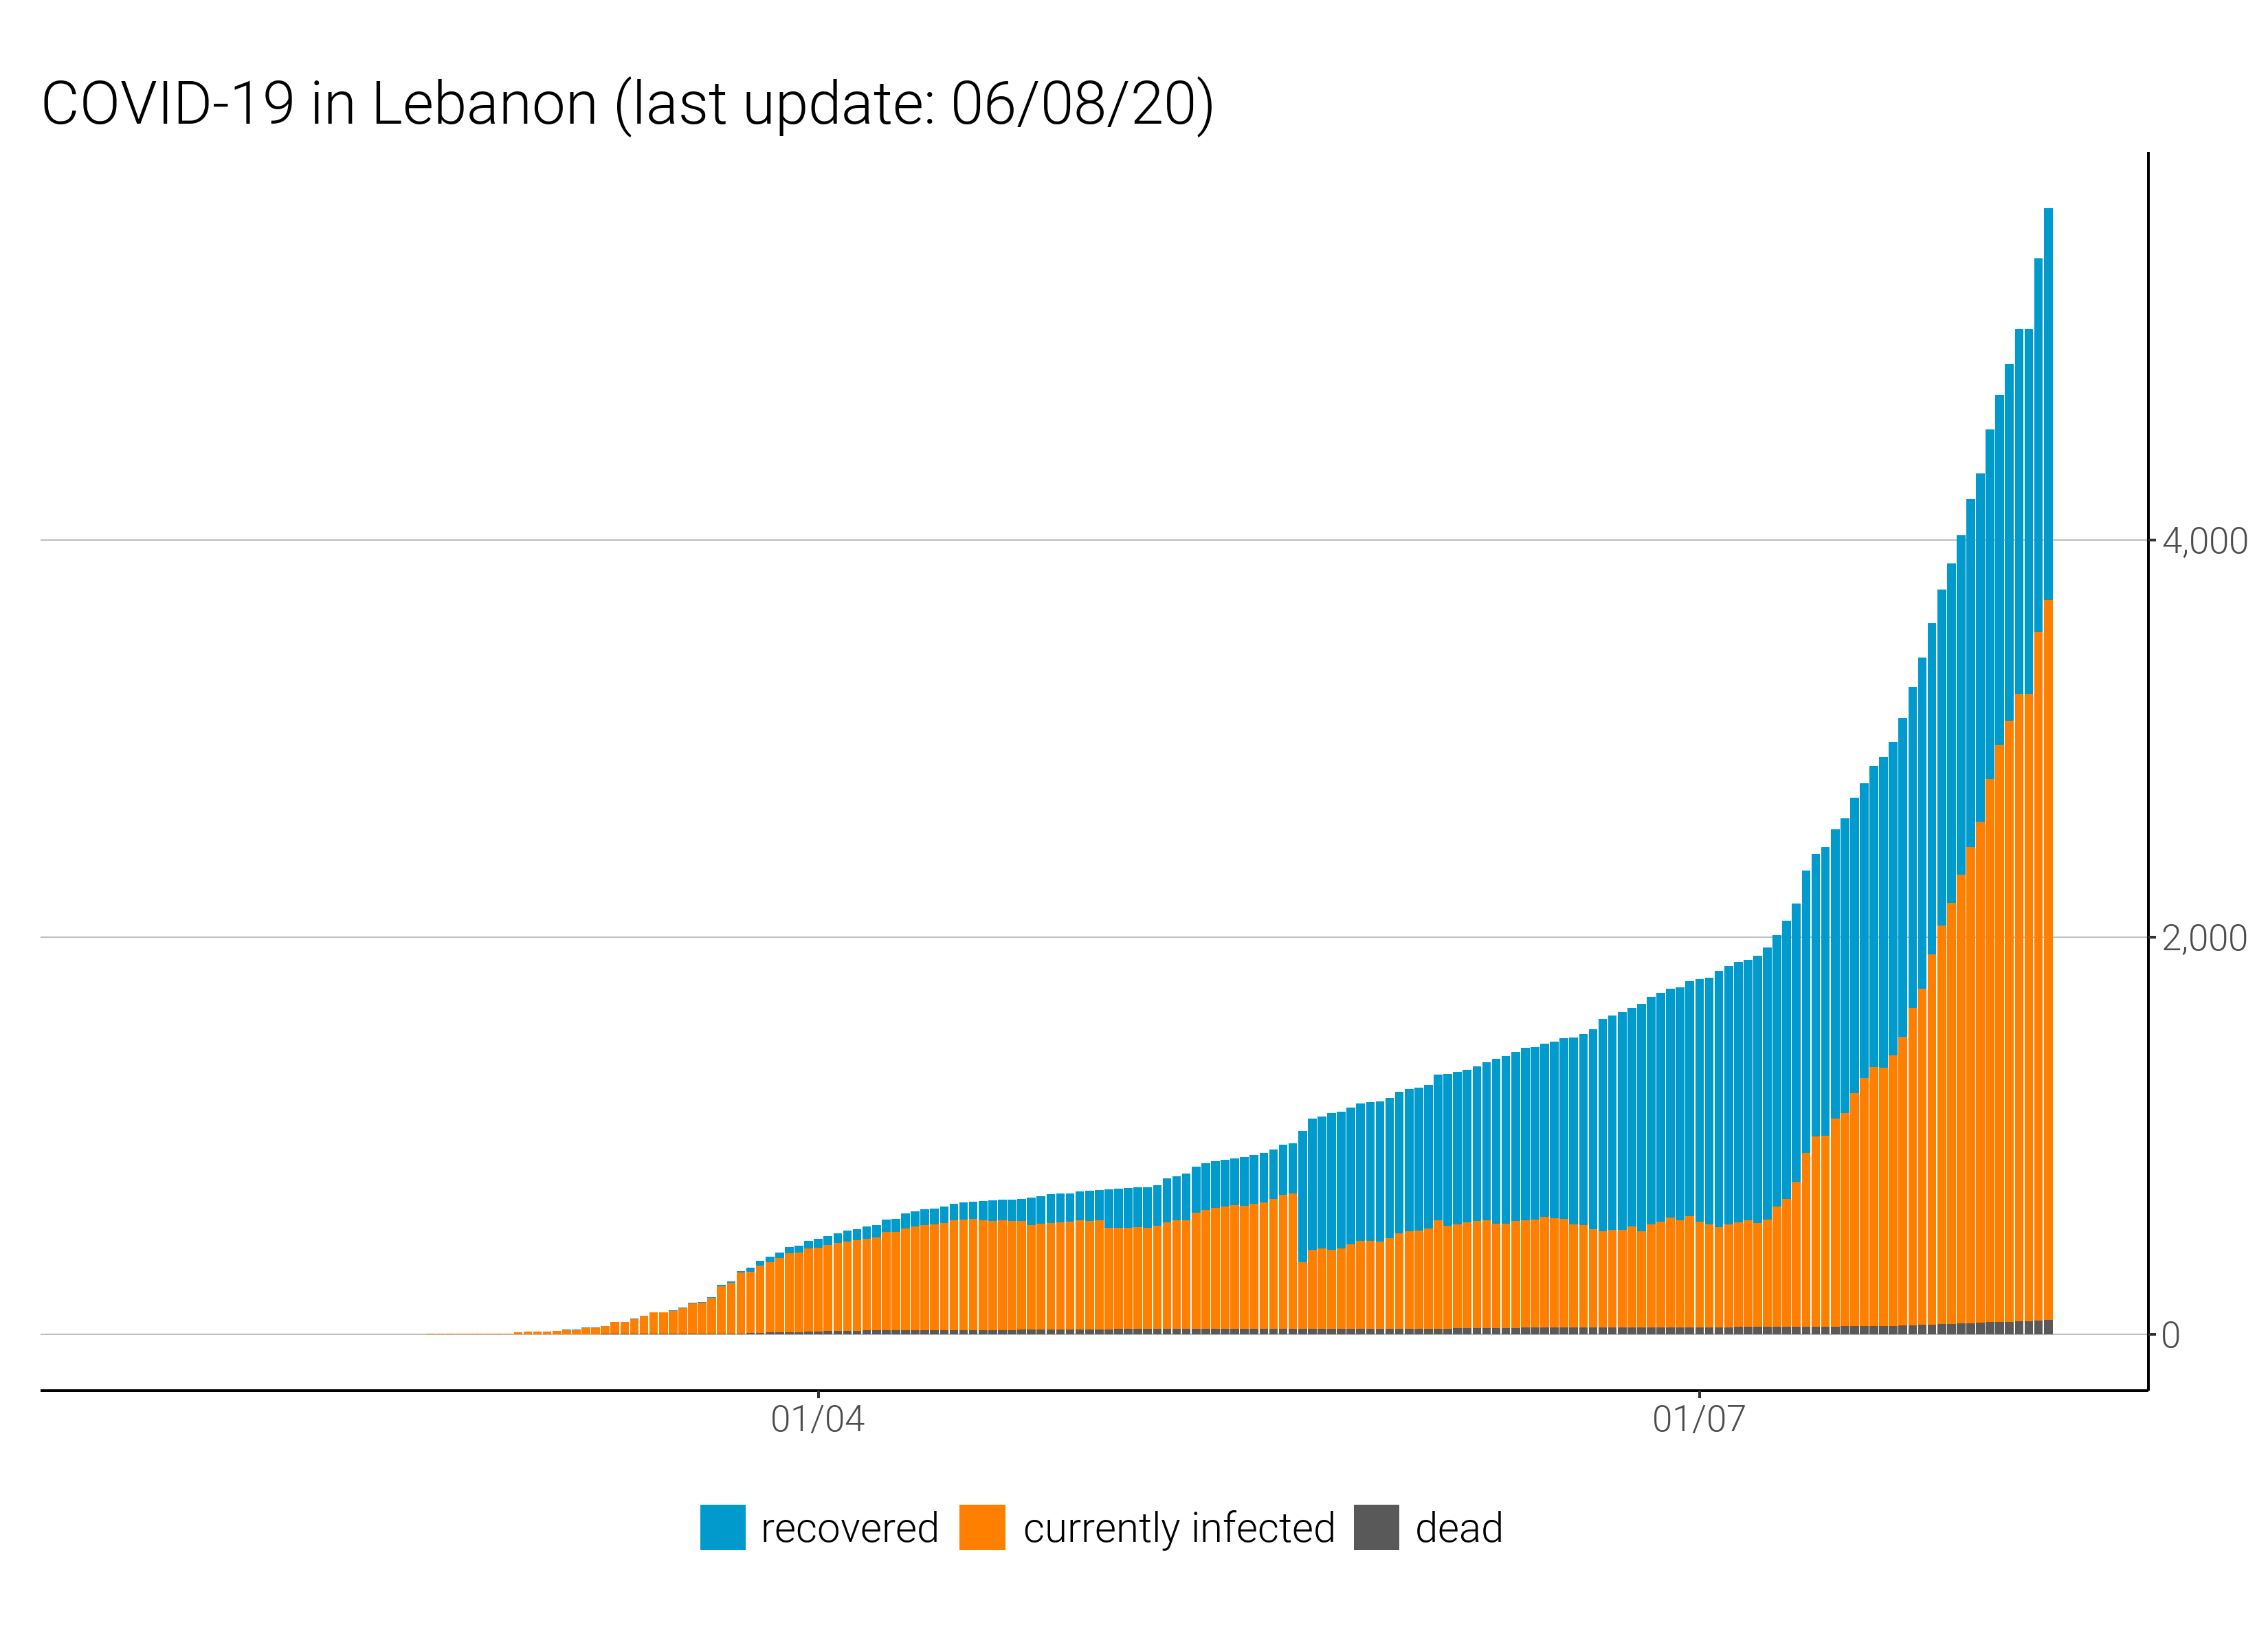 COVID-19 in Lebanon (last update: 06/08/20)
4,000
2,000
0
01/04 01/07
recovered currently infected dead